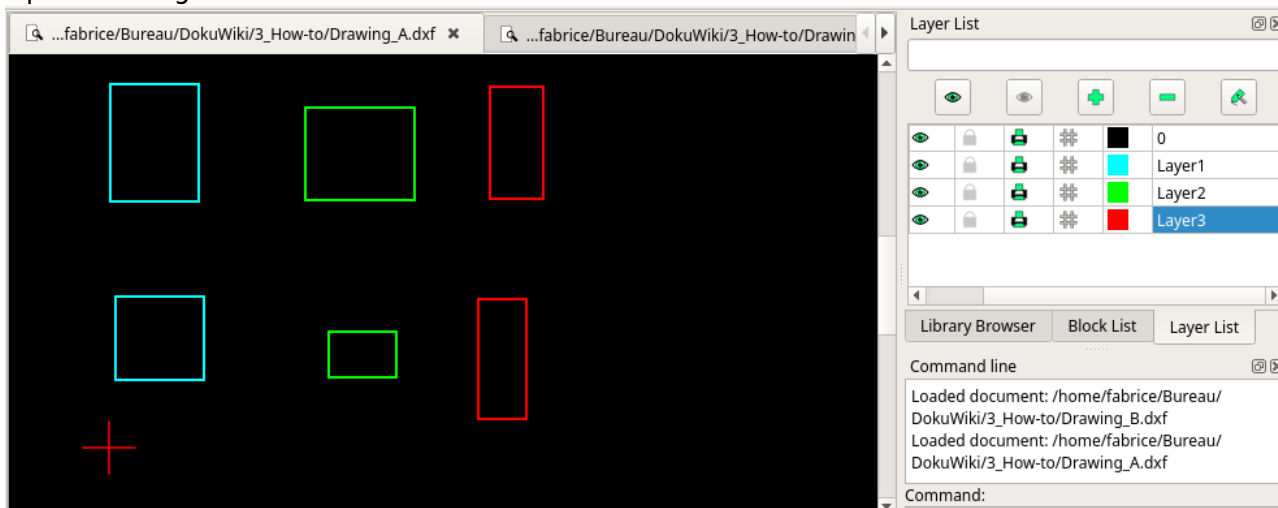 ...fabrice/Bureau/DokuWiki/3_How-to/Drawing_A.dxf
...fabrice/Bureau/DokuWiki/3_How-to/Drawin
Layer List
0
Layer1
Layer2
Layer3
Library Browser
Block List
Layer List
Command line
Loaded document: /home/fabrice/Bureau/
DokuWiki/3_How-to/Drawing_B.dxf
Loaded document: /home/fabrice/Bureau/
DokuWiki/3_How-to/Drawing_A.dxf
Command: